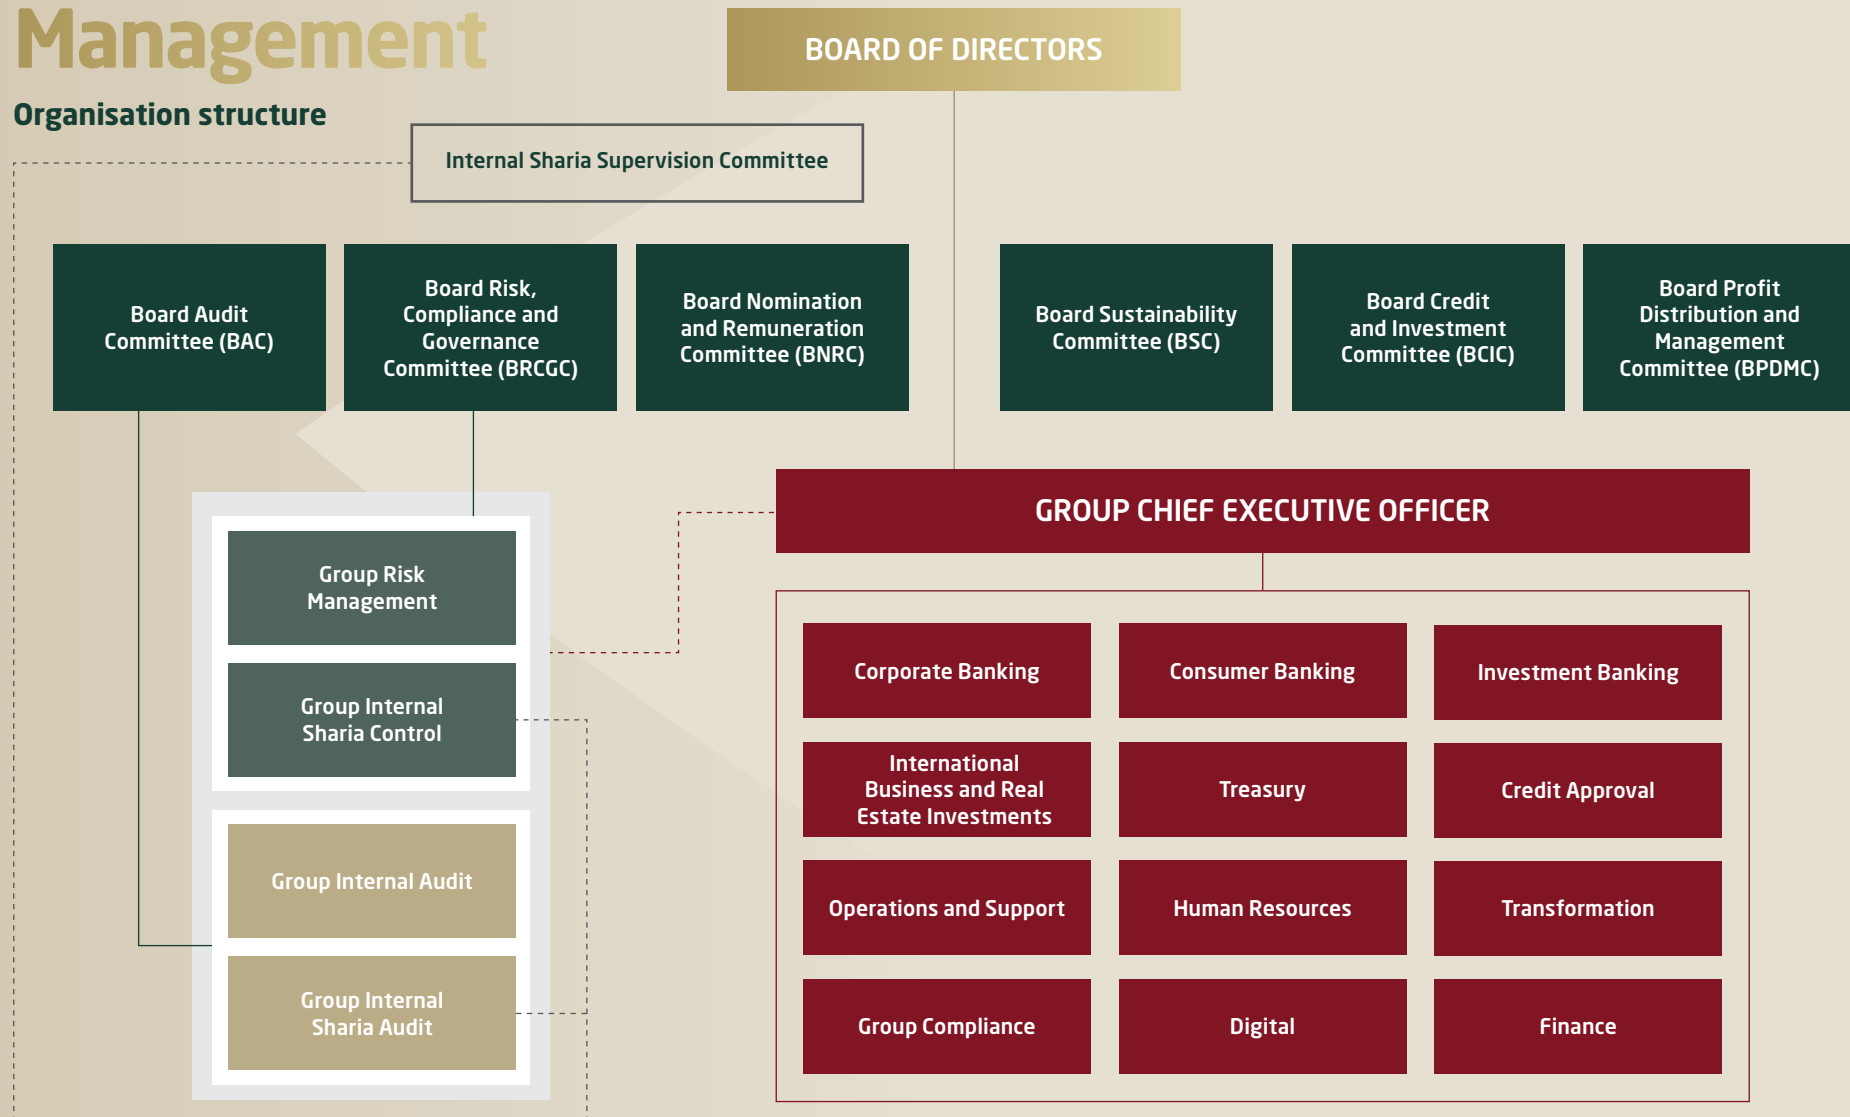 Management
BOARD OF DIRECTORS
Organisation structure
Internal Sharia Supervision Committee
Board Audit
Committee (BAC)
Board Risk,
Compliance and
Governance
Committee (BRCGC)
Board Nomination
and Remuneration
Committee (BNRC)
Board Sustainability
Committee (BSC)
Board Credit
and Investment
Committee (BCIC)
Board Profit
Distribution and
Management
Committee (BPDMC)
GROUP CHIEF EXECUTIVE OFFICER
Group Risk
Management
Group Internal
Sharia Control
Group Internal Audit
Group Internal
Sharia Audit
Corporate Banking
Consumer Banking
Investment Banking
International
Business and Real
Estate Investments
Treasury
Credit Approval
Operations and Support
Human Resources
Transformation
Group Compliance
Digital
Finance